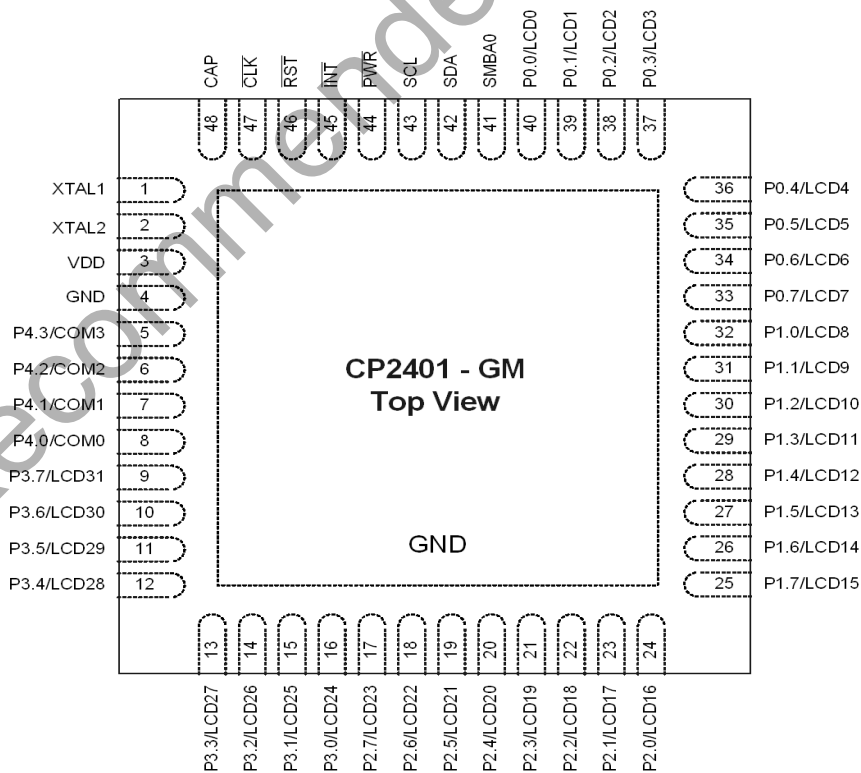 CAP
CLK
RST
INT
PWR
SCL
SDA
SMBA0
P0.0/LCD0
P0.1/LCD1
P0.2/LCD2
P0.3/LCD3
48
47
46
45
44
43
42
41
40
39
38
37
XTAL1 1
XTAL2 2
VDD 3
GND 4
P4.3/COM3 5
P4.2/COM2 6
P4.1/COM1 7
P4.0/COM0 8
P3.7/LCD31 9
P3.6/LCD30 10
P3.5/LCD29 11
P3.4/LCD28 12
CP2401 - GM
Top View
GND
36 P0.4/LCD4
35 P0.5/LCD5
34 P0.6/LCD6
33 P0.7/LCD7
32 P1.0/LCD8
31 P1.1/LCD9
30 P1.2/LCD10
29 P1.3/LCD11
28 P1.4/LCD12
27 P1.5/LCD13
26 P1.6/LCD14
25 P1.7/LCD15
13
14
15
16
17
18
19
20
21
22
23
24
P3.3/LCD27
P3.2/LCD26
P3.1/LCD25
P3.0/LCD24
P2.7/LCD23
P2.6/LCD22
P2.5/LCD21
P2.4/LCD20
P2.3/LCD19
P2.2/LCD18
P2.1/LCD17
P2.0/LCD16